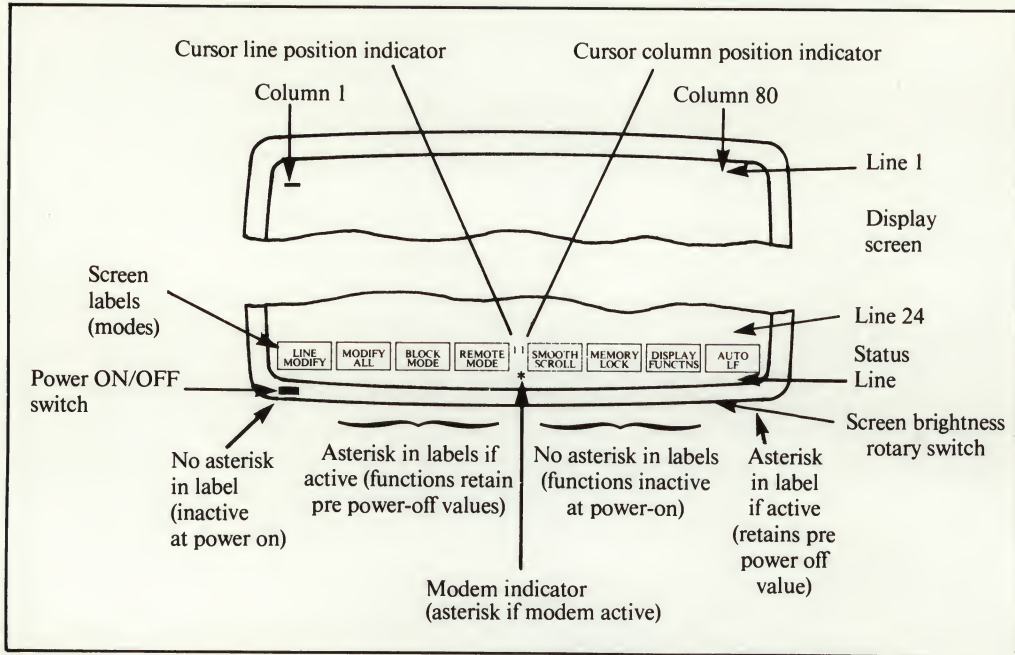 Cursor line position indicator
Cursor column position indicator
Column 1
Column 80
Line 1
Display
screen
Screen
labels
(modes)
Line 24
LINE
MODIFY
MODIFY
ALL
BLOCK
MODE
REMOTE
MODE
SMOOTH
SCROLL
MEMORY
LOCK
DISPLAY
FUNCTNS
AUTO
LF
Status
Line
*
Power ON/OFF
switch
Screen brightness
rotary switch
No asterisk
in label
(inactive
at power on)
Asterisk in labels if
active (functions retain
pre power-off values)
No asterisk in labels
(functions inactive
at power-on)
Asterisk
in label
if active
(retains pre
power off
value)
Modem indicator
(asterisk if modem active)